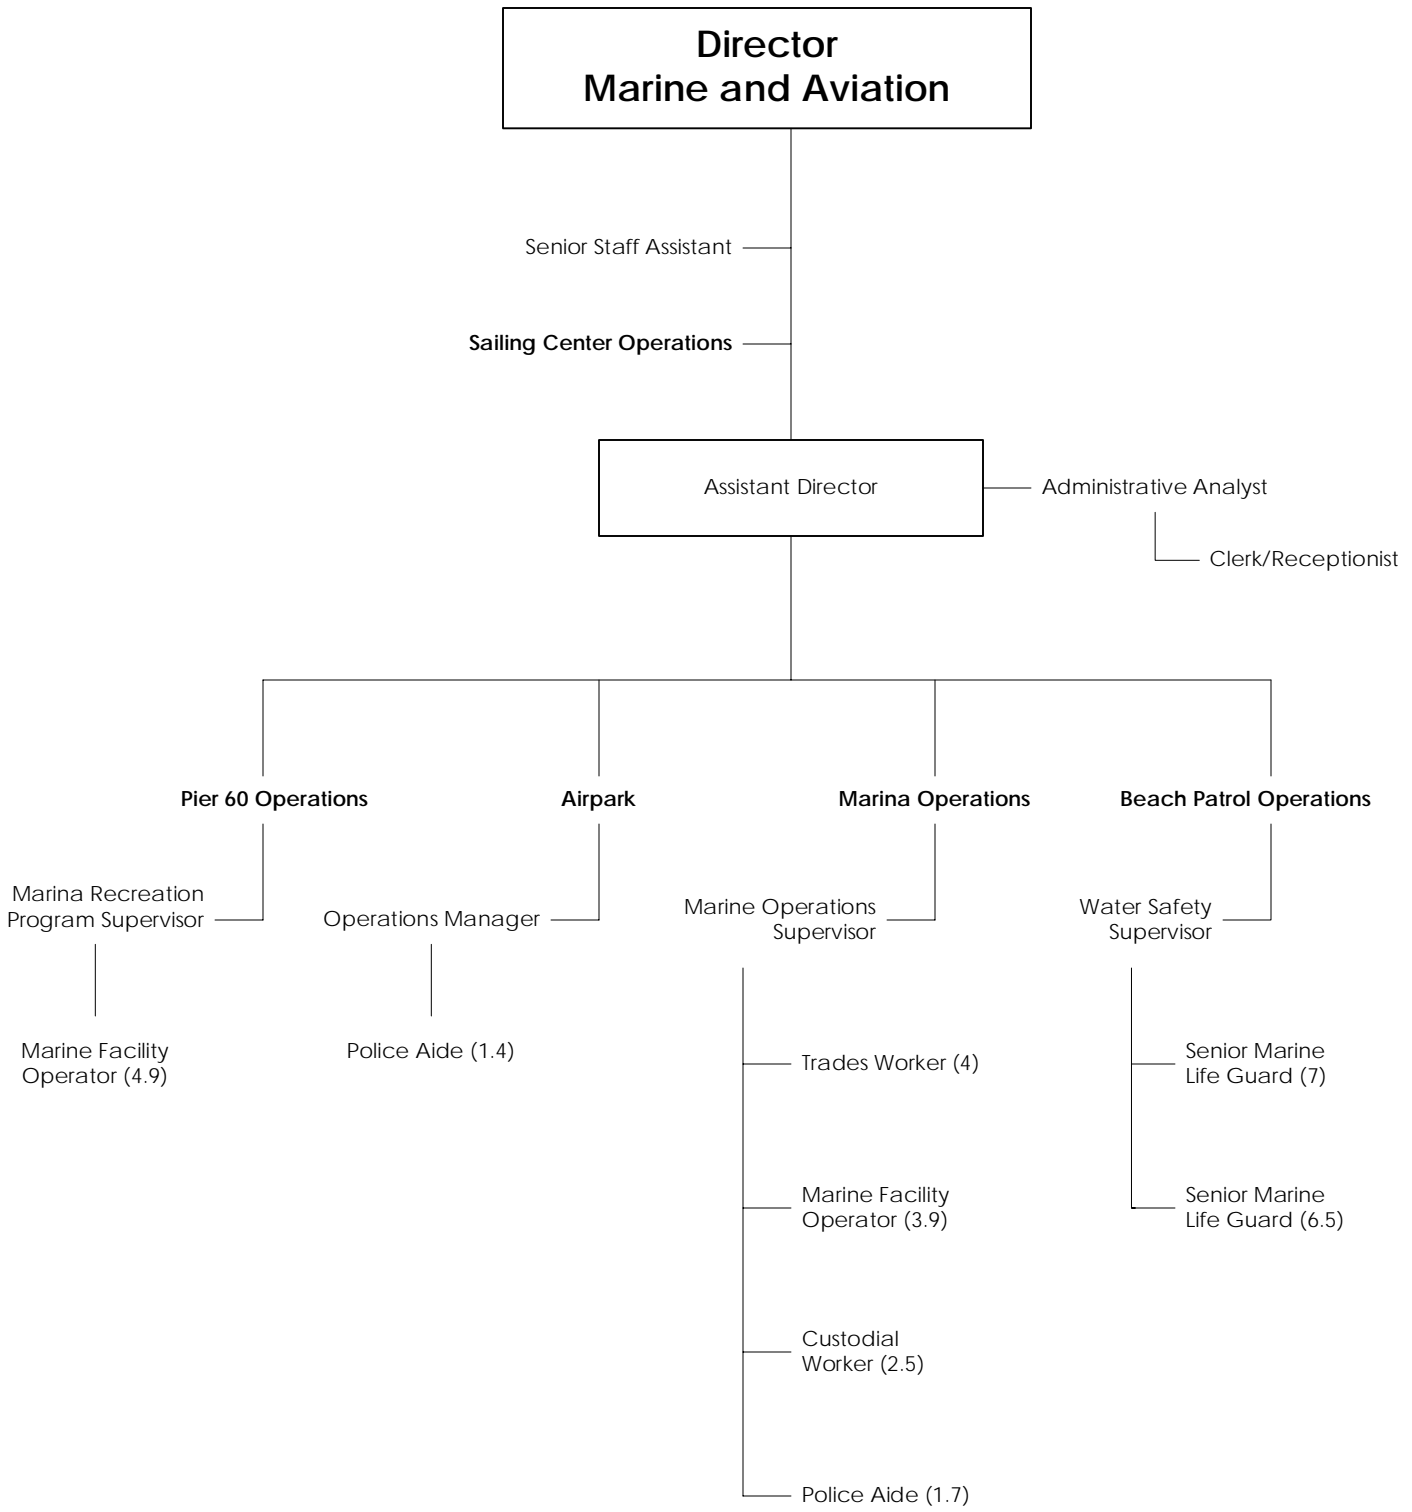 Director
Marine and Aviation
Senior Staff Assistant
Sailing Center Operations
Assistant Director
Administrative Analyst
Clerk/Receptionist
Pier 60 Operations
Airpark
Marina Operations
Beach Patrol Operations
Marina Recreation
Program Supervisor
Operations Manager
Marine Operations
Supervisor
Water Safety
Supervisor
Marine Facility
Operator (4.9)
Police Aide (1.4)
Trades Worker (4)
Senior Marine
Life Guard (7)
Marine Facility
Operator (3.9)
Senior Marine
Life Guard (6.5)
Custodial
Worker (2.5)
Police Aide (1.7)